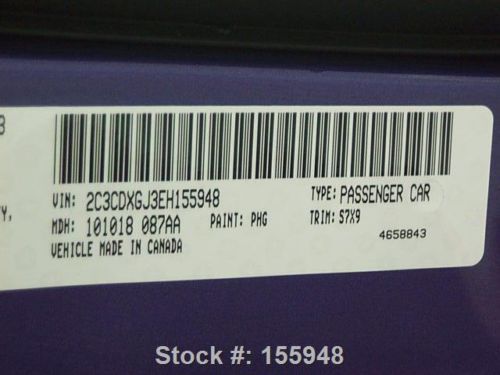 3
VIN: 2C3CDXGJ3EH155948 TYPE: PASSENGER CAR
Y,
MDH: 101018 087AA PAINT: PHG TRIM: S7X9
VEHICLE MADE IN CANADA 4658843
Stock #: 155948